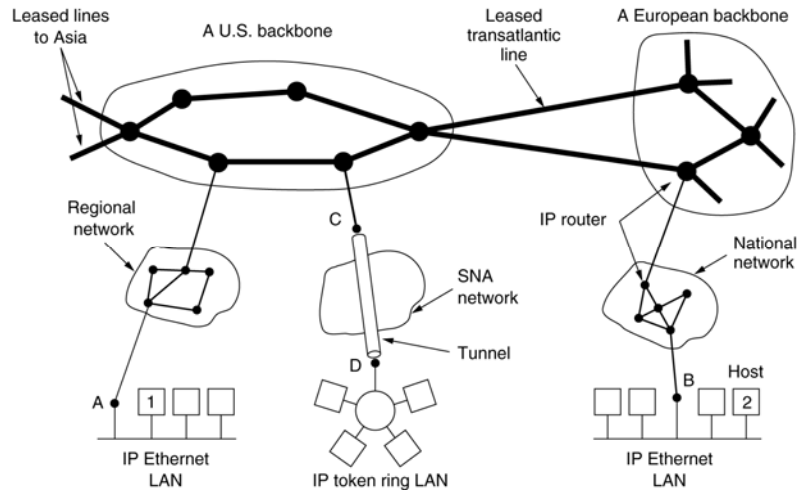 Leased lines
to Asia
A U.S. backbone
Leased
transatlantic
line
A European backbone
Regional
network
C
SNA
network
Tunnel
D
IP router
National
network
A
1
B
Host
2
IP Ethernet
LAN
IP token ring LAN
IP Ethernet
LAN